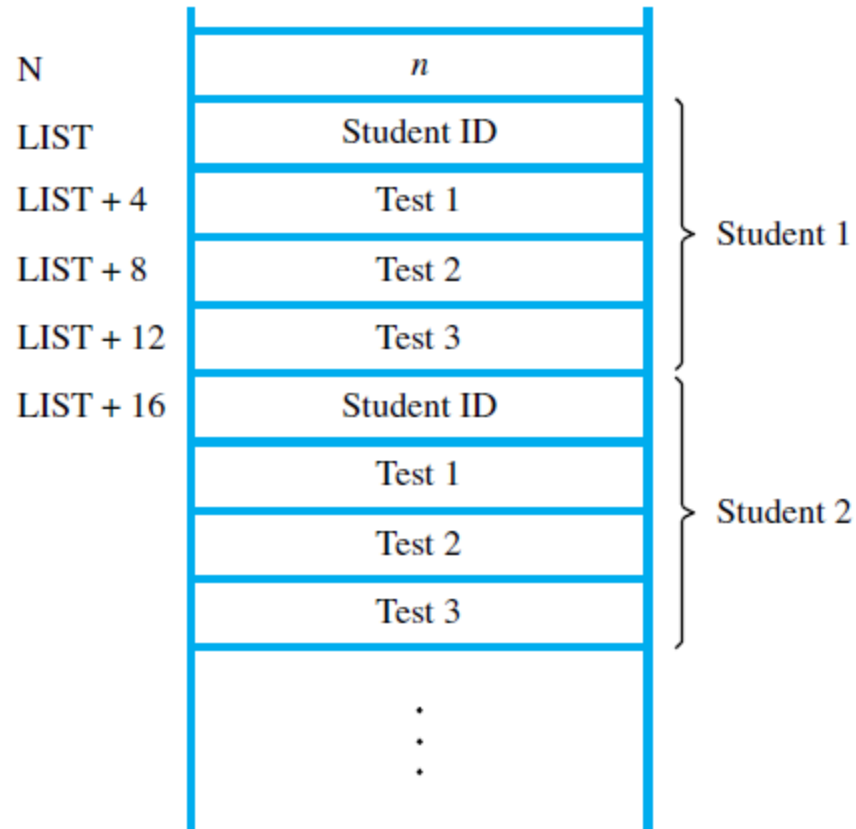 N
n
LIST
Student ID
LIST + 4
Test 1
Student 1
LIST + 8
Test 2
LIST + 12
Test 3
LIST + 16
Student ID
Test 1
Student 2
Test 2
Test 3